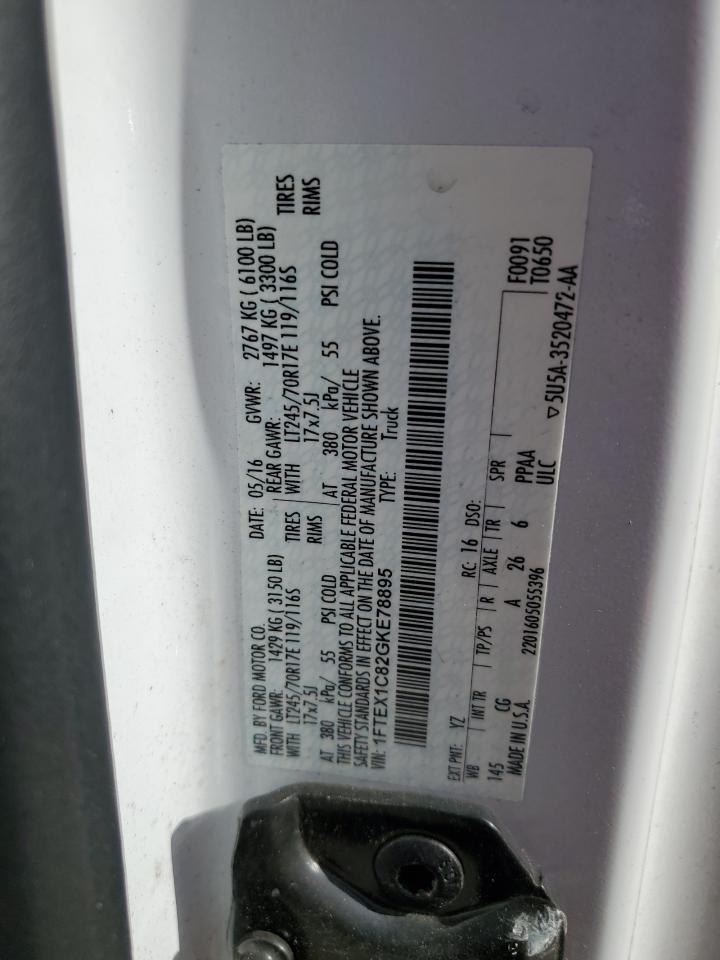 MFD. BY FORD MOTOR CO.
DATE: 05/16 GVWR: 2767 KG ( 6100 LB)
FRONT GAWR: 1429 KG ( 3150 LB) REAR GAWR: 1497 KG ( 3300 LB)
WITH LT245/70R17E 119/116S TIRES WITH LT245/70R17E 119/116S TIRES
17x7.5J RIMS 17x7.5J RIMS
AT 380 kPa/ 55 PSI COLD AT 380 kPa/ 55 PSI COLD
THIS VEHICLE CONFORMS TO ALL APPLICABLE FEDERAL MOTOR VEHICLE
SAFETY STANDARDS IN EFFECT ON THE DATE OF MANUFACTURE SHOWN ABOVE.
VIN: 1FTEX1C82GKE78895 TYPE: Truck
EXT PNT: YZ RC: 16 DSO: F0091
WB INT TR TP/PS R AXLE TR SPR T0650
145 CG A 26 6 PPAA
MADE IN U.S.A. 2201605055396 ULC
▽5U5A-3520472-AA